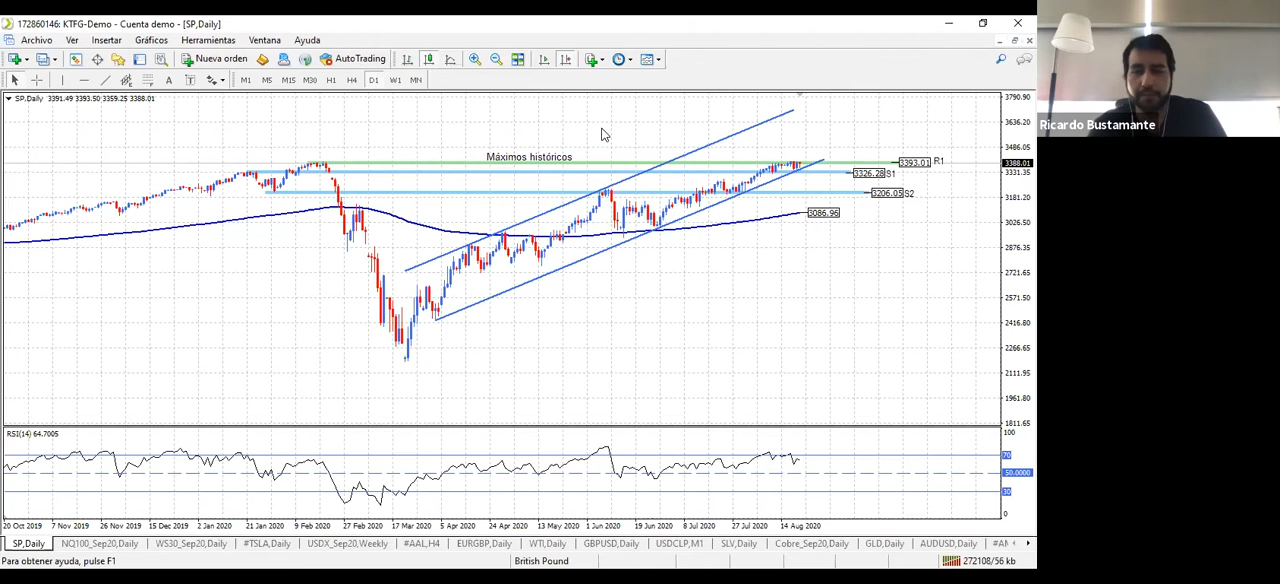 172860146: KTFG-Demo - Cuenta demo - [SP,Daily]
Archivo Ver Insertar Gráficos Herramientas Ventana Ayuda
Nueva orden AutoTrading
A T M1 M5 M15 M30 H1 H4 D1 W1 MN
SP,Daily 3391.49 3393.50 3359.25 3388.01
Ricardo Bustamante
Máximos históricos
3393.01 R1
3326.28 S1
3206.05 S2
3086.96
3790.90
3636.20
3486.05
3388.01
3331.35
3181.20
3026.50
2876.35
2721.65
2571.50
2416.80
2266.65
2111.95
1961.80
1811.65
RSI(14) 64.7005
100
70
50.0000
30
0
20 Oct 2019 7 Nov 2019 26 Nov 2019 15 Dec 2019 2 Jan 2020 21 Jan 2020 9 Feb 2020 27 Feb 2020 17 Mar 2020 5 Apr 2020 24 Apr 2020 13 May 2020 1 Jun 2020 19 Jun 2020 8 Jul 2020 27 Jul 2020 14 Aug 2020
SP,Daily NQ100_Sep20,Daily WS30_Sep20,Daily #TSLA,Daily USDX_Sep20,Weekly #AAL,H4 EURGBP,Daily WTI,Daily GBPUSD,Daily USDCLP,M1 SLV,Daily Cobre_Sep20,Daily GLD,Daily AUDUSD,Daily #AM
Para obtener ayuda, pulse F1 British Pound 272108/56 kb